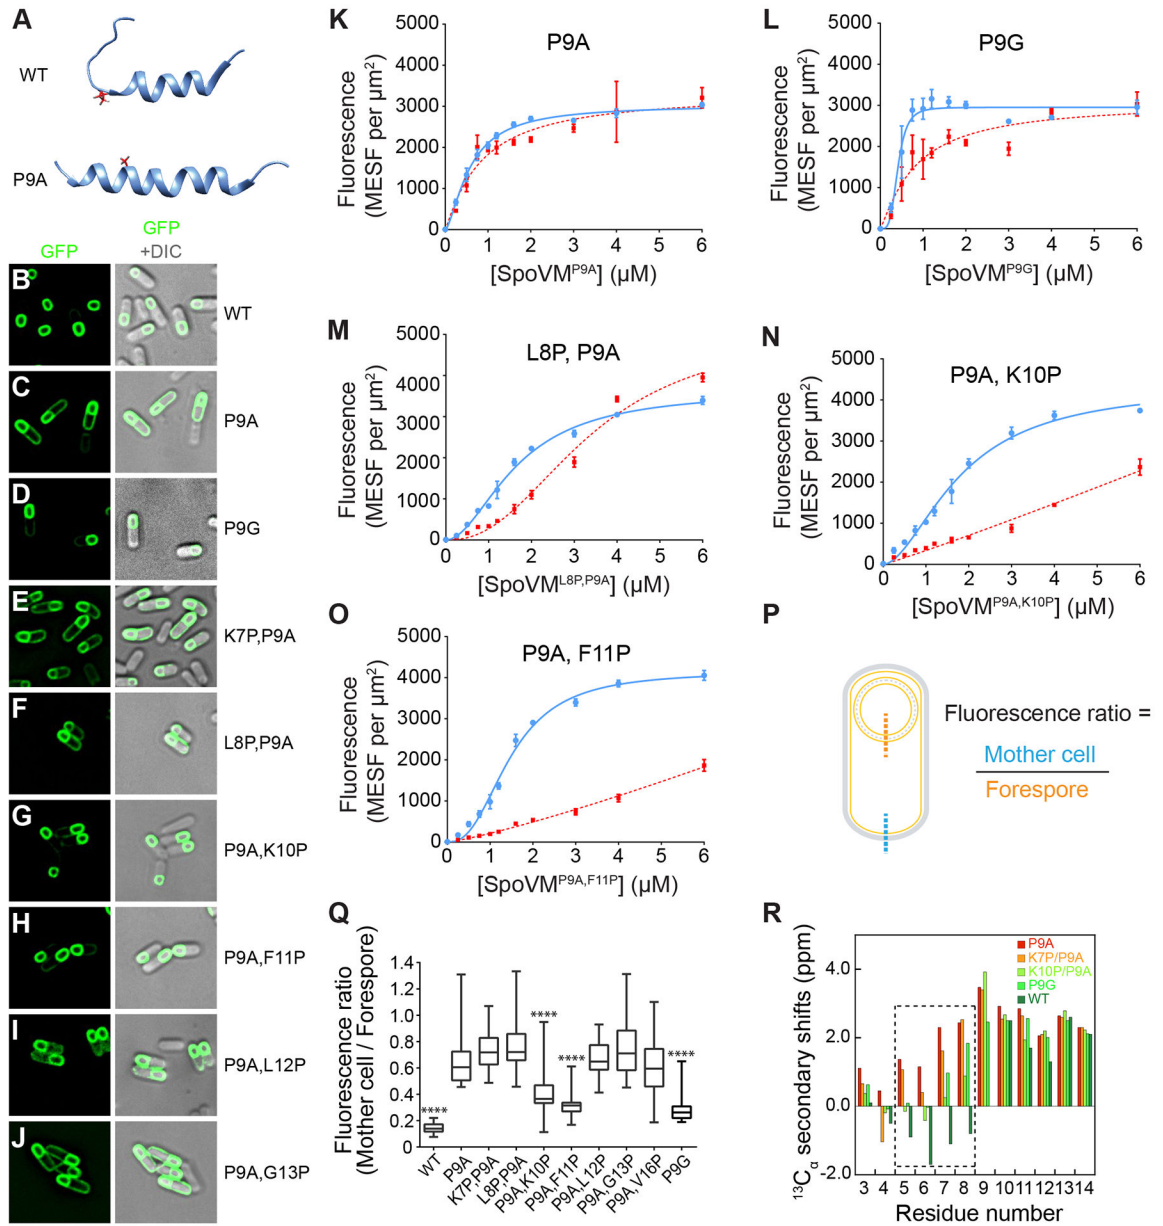 A
WT
P9A
GFP
GFP
+DIC
B
WT
C
P9A
D
P9G
E
K7P,P9A
F
L8P,P9A
G
P9A,K10P
H
P9A,F11P
I
P9A,L12P
J
P9A,G13P
K
P9A
Fluorescence
(MESF per µm²)
5000
4000
3000
2000
1000
0
0 1 2 3 4 5 6
[SpoVMᴾ⁹ᴬ] (µM)
L
P9G
Fluorescence
(MESF per µm²)
5000
4000
3000
2000
1000
0
0 1 2 3 4 5 6
[SpoVMᴾ⁹ᴳ] (µM)
M
L8P, P9A
Fluorescence
(MESF per µm²)
5000
4000
3000
2000
1000
0
0 1 2 3 4 5 6
[SpoVM^L8P,P9A] (µM)
N
P9A, K10P
Fluorescence
(MESF per µm²)
5000
4000
3000
2000
1000
0
0 1 2 3 4 5 6
[SpoVM^P9A,K10P] (µM)
O
P9A, F11P
Fluorescence
(MESF per µm²)
5000
4000
3000
2000
1000
0
0 1 2 3 4 5 6
[SpoVM^P9A,F11P] (µM)
P
Fluorescence ratio =
Mother cell
Forespore
Q
Fluorescence ratio
(Mother cell / Forespore)
1.4
1.2
1.0
0.8
0.6
0.4
0.2
0
**** **** **** ****
WT P9A K7P,P9A L8P,P9A P9A,K10P P9A,F11P P9A,L12P P9A,G13P P9A,V16P P9G
R
¹³Cα secondary shifts (ppm)
4.0
2.0
0.0
-2.0
P9A
K7P/P9A
K10P/P9A
P9G
WT
3 4 5 6 7 8 9 10 11 12 13 14
Residue number